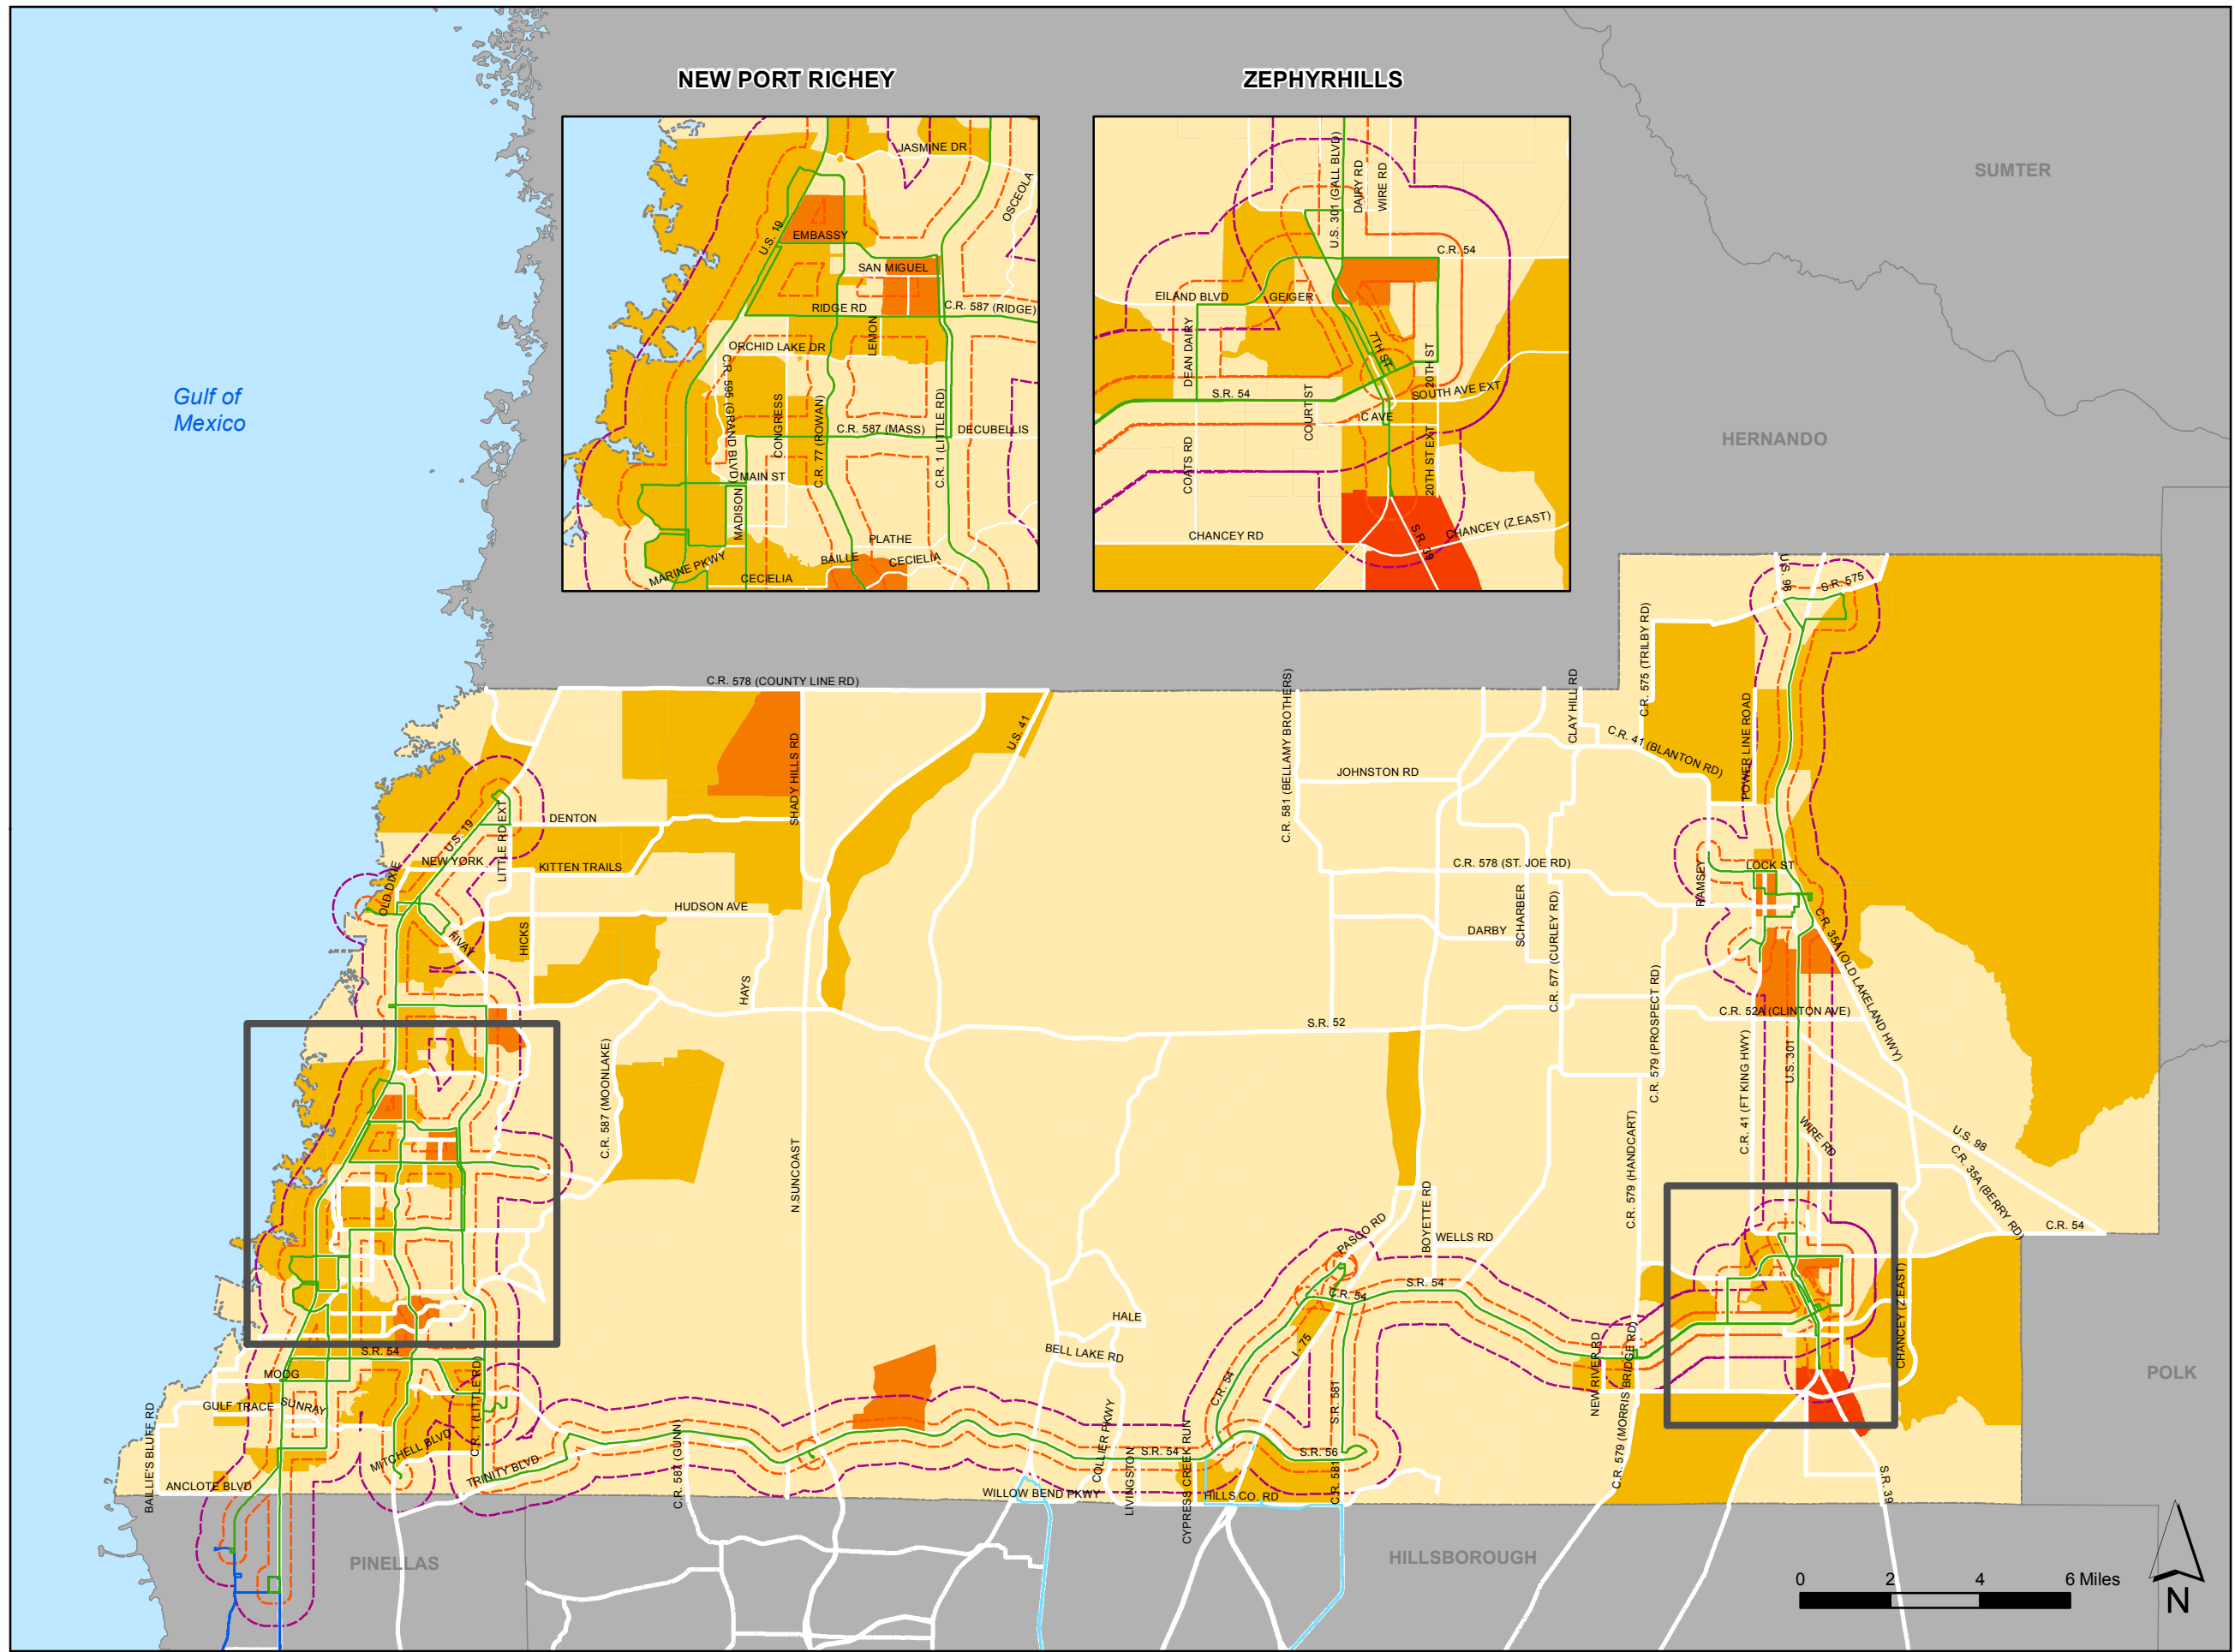 NEW PORT RICHEY
ZEPHYRHILLS
SUMTER
HERNANDO
POLK
HILLSBOROUGH
PINELLAS
Gulf of
Mexico
JASMINE DR
OSCEOLA
U.S. 19
EMBASSY
SAN MIGUEL
RIDGE RD
C.R. 587 (RIDGE)
LEMON
ORCHID LAKE DR
C.R. 595 (GRAND BLVD)
CONGRESS
C.R. 77 (ROWAN)
C.R. 587 (MASS)
C.R. 1 (LITTLE RD)
DECUBELLIS
MAIN ST
MADISON
PLATHE
BAILLE
CECIELIA
MARINE PKWY
CECIELIA
U.S. 301 (GALL BLVD)
DAIRY RD
WIRE RD
C.R. 54
EILAND BLVD
GEIGER
DEAN DAIRY
7TH ST
20TH ST
S.R. 54
COURT ST
SOUTH AVE EXT
C AVE
COATS RD
20TH ST EXT
S.R. 39
CHANCEY RD
CHANCEY (Z.EAST)
U.S. 98
S.R. 575
C.R. 575 (TRILBY RD)
C.R. 578 (COUNTY LINE RD)
U.S. 41
SHADY HILLS RD
C.R. 581 (BELLAMY BROTHERS)
CLAY HILL RD
C.R. 41 (BLANTON RD)
POWER LINE ROAD
JOHNSTON RD
DENTON
U.S. 19
LITTLE RD EXT
NEW YORK
KITTEN TRAILS
OLD DIXIE
HUDSON AVE
FIVAY
HICKS
HAYS
C.R. 578 (ST. JOE RD)
SCHARBER
DARBY
C.R. 577 (CURLEY RD)
RAMSEY
LOCK ST
C.R. 35A (OLD LAKELAND HWY)
C.R. 579 (PROSPECT RD)
C.R. 52A (CLINTON AVE)
S.R. 52
C.R. 587 (MOONLAKE)
N.SUNCOAST
C.R. 579 (HANDCART)
C.R. 41 (FT KING HWY)
U.S. 301
WIRE RD
U.S. 98
C.R. 35A (BERRY RD)
C.R. 54
PASCO RD
BOYETTE RD
WELLS RD
S.R. 54
C.R. 54
I - 75
C.R. 54
S.R. 581
HALE
BELL LAKE RD
NEW RIVER RD
C.R. 579 (MORRIS BRIDGE RD)
CHANCEY (Z.EAST)
S.R. 54
MOOG
GULF TRACE
SUNRAY
C.R. 1 (LITTLE RD)
BAILLIE'S BLUFF RD
ANCLOTE BLVD
MITCHELL BLVD
TRINITY BLVD
C.R. 587 (GUNN)
COLLIER PKWY
LIVINGSTON
S.R. 54
CYPRESS CREEK RUN
S.R. 56
C.R. 581
WILLOW BEND PKWY
HILLS CO. RD
S.R. 39
0 2 4 6 Miles
N